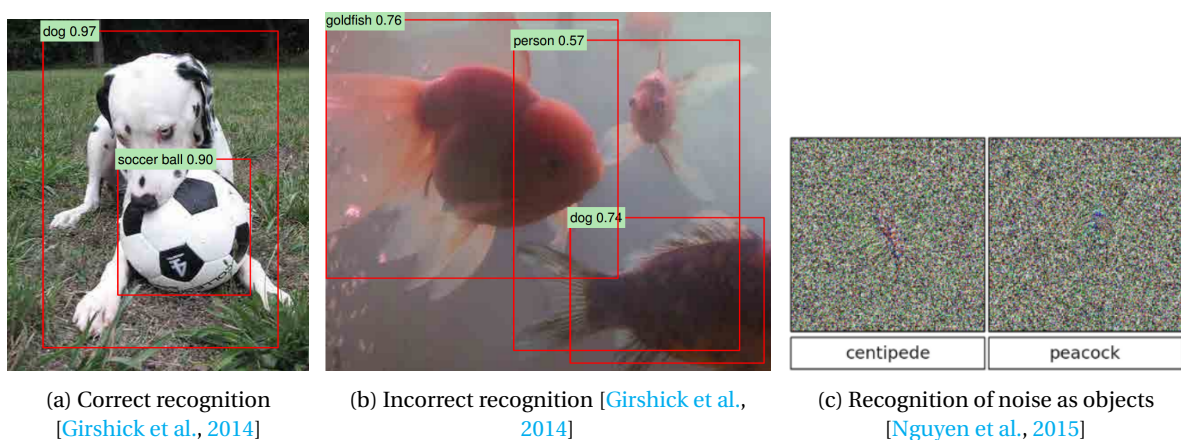 dog 0.97
soccer ball 0.90
goldfish 0.76
person 0.57
dog 0.74
centipede
peacock
(a) Correct recognition
[Girshick et al., 2014]
(b) Incorrect recognition [Girshick et al.,
2014]
(c) Recognition of noise as objects
[Nguyen et al., 2015]